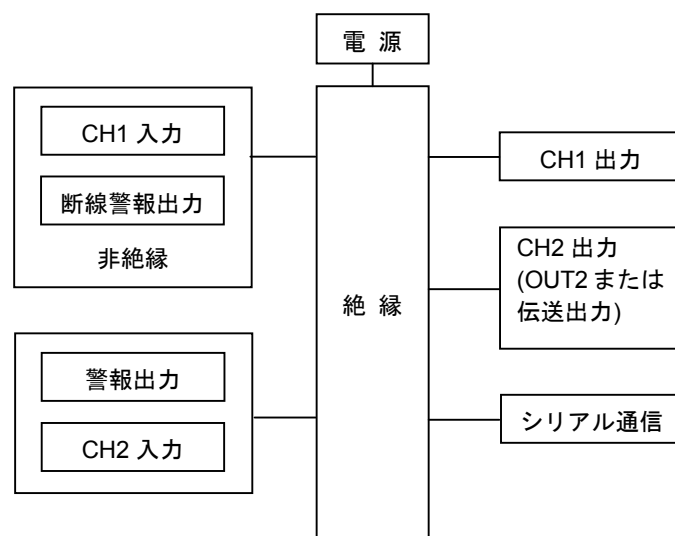 電 源
CH1 入力
断線警報出力
非絶縁
警報出力
CH2 入力
絶 縁
CH1 出力
CH2 出力
(OUT2 または
伝送出力)
シリアル通信